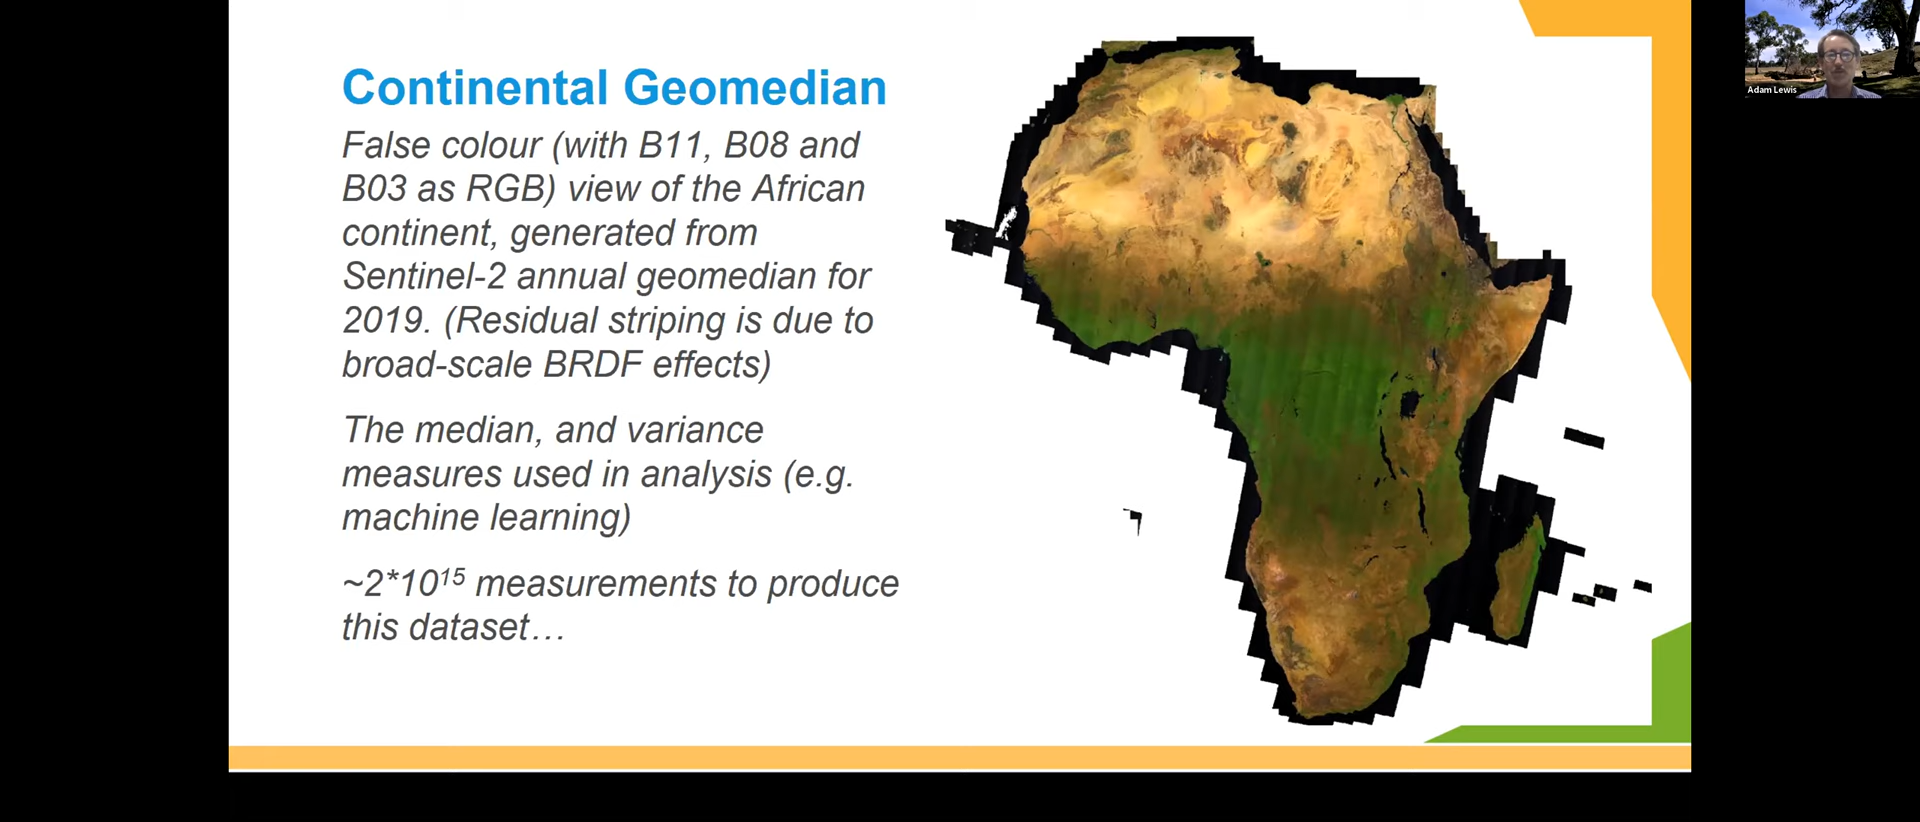 Continental Geomedian
False colour (with B11, B08 and
B03 as RGB) view of the African
continent, generated from
Sentinel-2 annual geomedian for
2019. (Residual striping is due to
broad-scale BRDF effects)
The median, and variance
measures used in analysis (e.g.
machine learning)
~2*10¹⁵ measurements to produce
this dataset…
Adam Lewis